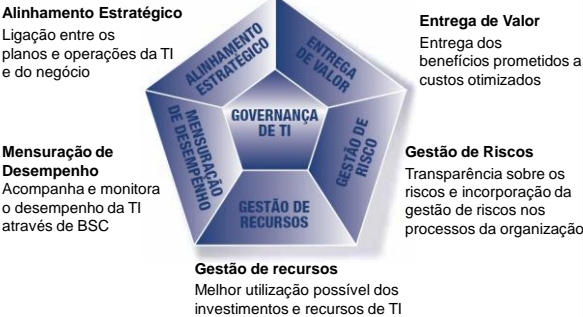 Alinhamento Estratégico
Ligação entre os
planos e operações da TI
e do negócio
Entrega de Valor
Entrega dos
benefícios prometidos a
custos otimizados
ALINHAMENTO
ESTRATÉGICO
ENTREGA
DE VALOR
GOVERNANÇA
DE TI
MENSURAÇÃO
DE DESEMPENHO
GESTÃO DE
RISCO
GESTÃO DE
RECURSOS
Mensuração de
Desempenho
Acompanha e monitora
o desempenho da TI
através de BSC
Gestão de Riscos
Transparência sobre os
riscos e incorporação da
gestão de riscos nos
processos da organização
Gestão de recursos
Melhor utilização possível dos
investimentos e recursos de TI